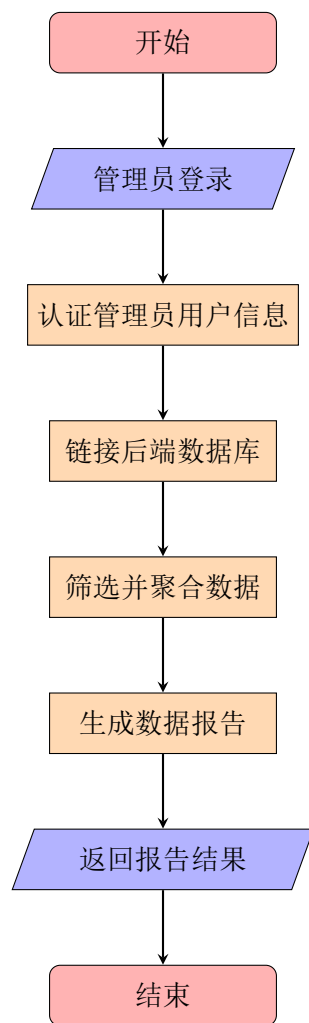 开始
管理员登录
认证管理员用户信息
链接后端数据库
筛选并聚合数据
生成数据报告
返回报告结果
结束